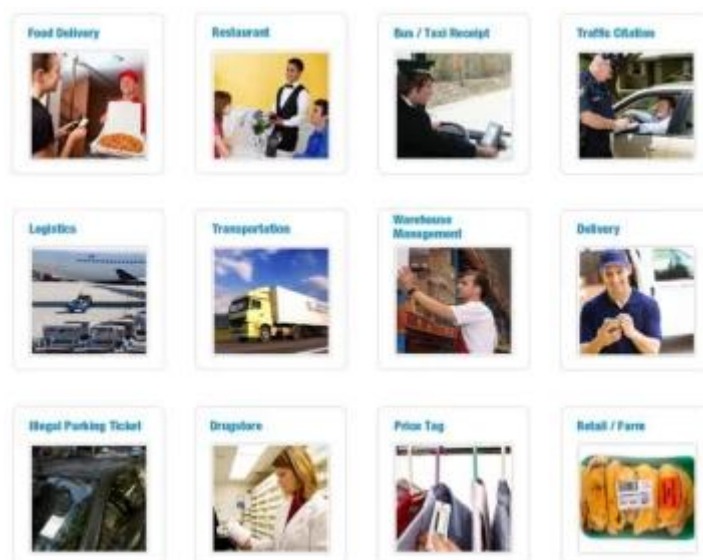 Food Delivery
Restaurant
Bus / Taxi Receipt
Traffic Citation
Logistics
Transportation
Warehouse
Management
Delivery
Illegal Parking Ticket
Drugstore
Price Tag
Retail / Farm